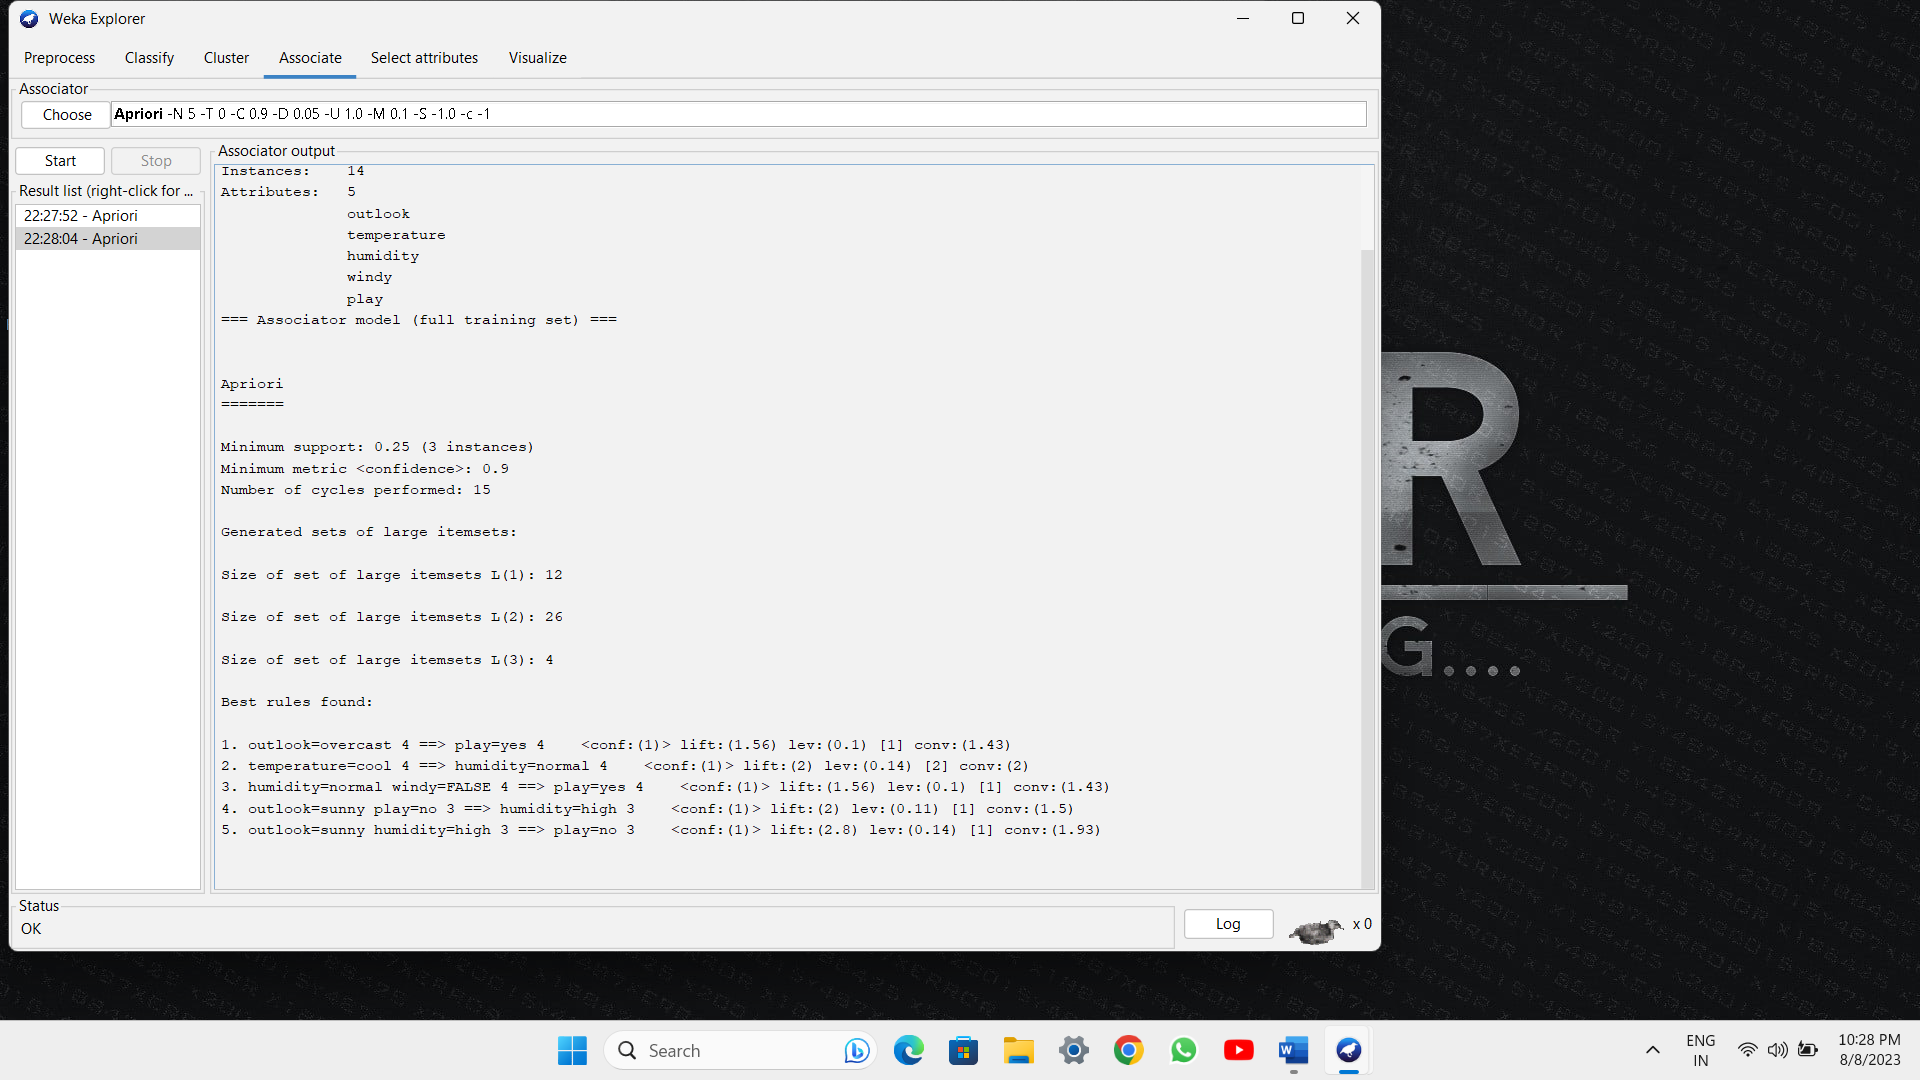 Weka Explorer
Preprocess Classify Cluster Associate Select attributes Visualize
Associator
Choose Apriori -N 5 -T 0 -C 0.9 -D 0.05 -U 1.0 -M 0.1 -S -1.0 -c -1
Start Stop
Result list (right-click for ...
22:27:52 - Apriori
22:28:04 - Apriori
Associator output
Instances: 14
Attributes: 5
outlook
temperature
humidity
windy
play
=== Associator model (full training set) ===
Apriori
=======
Minimum support: 0.25 (3 instances)
Minimum metric <confidence>: 0.9
Number of cycles performed: 15
Generated sets of large itemsets:
Size of set of large itemsets L(1): 12
Size of set of large itemsets L(2): 26
Size of set of large itemsets L(3): 4
Best rules found:
1. outlook=overcast 4 ==> play=yes 4 <conf:(1)> lift:(1.56) lev:(0.1) [1] conv:(1.43)
2. temperature=cool 4 ==> humidity=normal 4 <conf:(1)> lift:(2) lev:(0.14) [2] conv:(2)
3. humidity=normal windy=FALSE 4 ==> play=yes 4 <conf:(1)> lift:(1.56) lev:(0.1) [1] conv:(1.43)
4. outlook=sunny play=no 3 ==> humidity=high 3 <conf:(1)> lift:(2) lev:(0.11) [1] conv:(1.5)
5. outlook=sunny humidity=high 3 ==> play=no 3 <conf:(1)> lift:(2.8) lev:(0.14) [1] conv:(1.93)
Status
OK
Log
x 0
R
G....
Search
ENG
IN
10:28 PM
8/8/2023